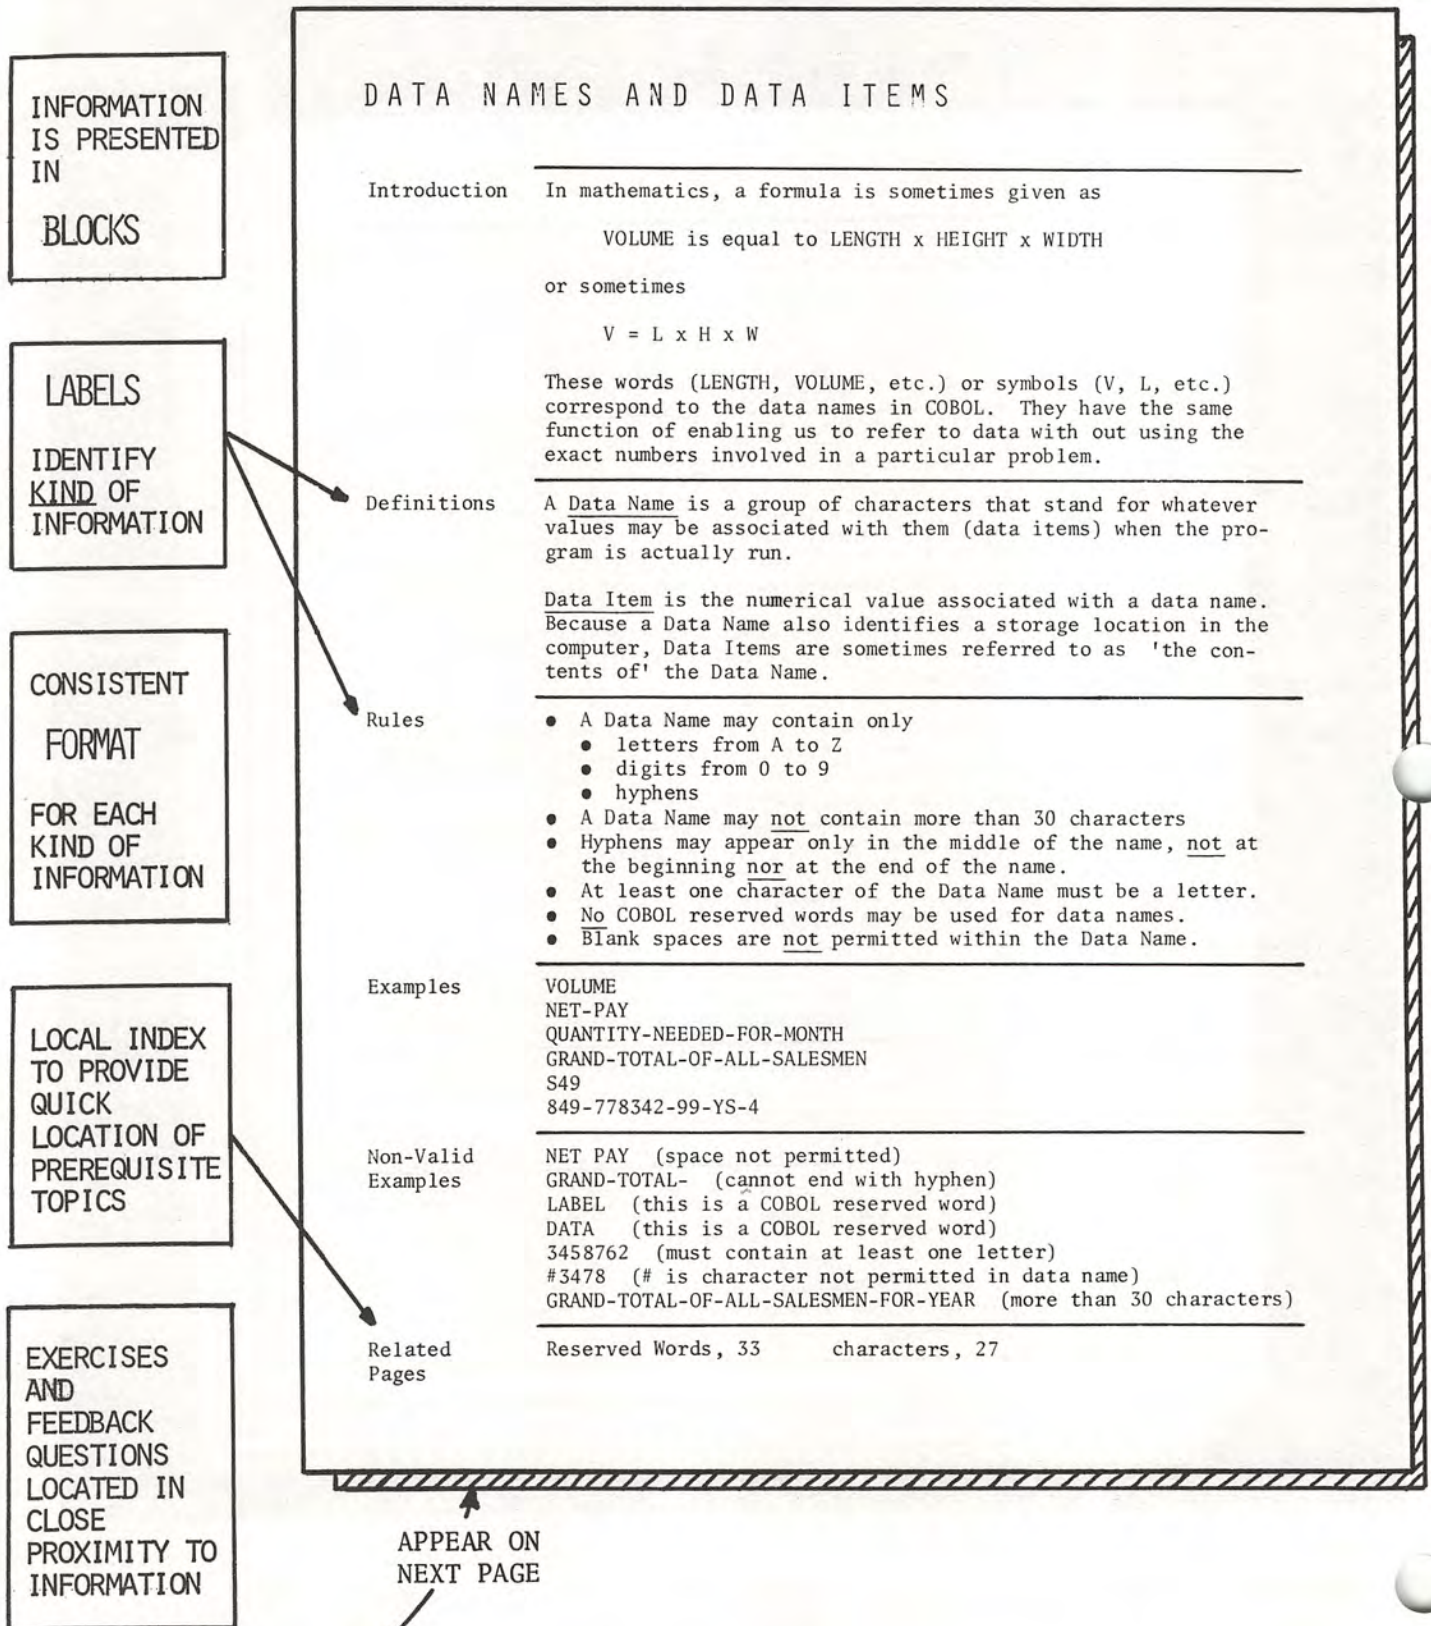 INFORMATION
IS PRESENTED
IN
BLOCKS
LABELS
IDENTIFY
KIND OF
INFORMATION
CONSISTENT
FORMAT
FOR EACH
KIND OF
INFORMATION
LOCAL INDEX
TO PROVIDE
QUICK
LOCATION OF
PREREQUISITE
TOPICS
EXERCISES
AND
FEEDBACK
QUESTIONS
LOCATED IN
CLOSE
PROXIMITY TO
INFORMATION
DATA NAMES AND DATA ITEMS
Introduction In mathematics, a formula is sometimes given as
VOLUME is equal to LENGTH x HEIGHT x WIDTH
or sometimes
V = L x H x W
These words (LENGTH, VOLUME, etc.) or symbols (V, L, etc.)
correspond to the data names in COBOL. They have the same
function of enabling us to refer to data with out using the
exact numbers involved in a particular problem.
Definitions A Data Name is a group of characters that stand for whatever
values may be associated with them (data items) when the pro-
gram is actually run.
Data Item is the numerical value associated with a data name.
Because a Data Name also identifies a storage location in the
computer, Data Items are sometimes referred to as 'the con-
tents of' the Data Name.
Rules • A Data Name may contain only
• letters from A to Z
• digits from 0 to 9
• hyphens
• A Data Name may not contain more than 30 characters
• Hyphens may appear only in the middle of the name, not at
the beginning nor at the end of the name.
• At least one character of the Data Name must be a letter.
• No COBOL reserved words may be used for data names.
• Blank spaces are not permitted within the Data Name.
Examples VOLUME
NET-PAY
QUANTITY-NEEDED-FOR-MONTH
GRAND-TOTAL-OF-ALL-SALESMEN
S49
849-778342-99-YS-4
Non-Valid NET PAY (space not permitted)
Examples GRAND-TOTAL- (cannot end with hyphen)
LABEL (this is a COBOL reserved word)
DATA (this is a COBOL reserved word)
3458762 (must contain at least one letter)
#3478 (# is character not permitted in data name)
GRAND-TOTAL-OF-ALL-SALESMEN-FOR-YEAR (more than 30 characters)
Related Reserved Words, 33 characters, 27
Pages
APPEAR ON
NEXT PAGE